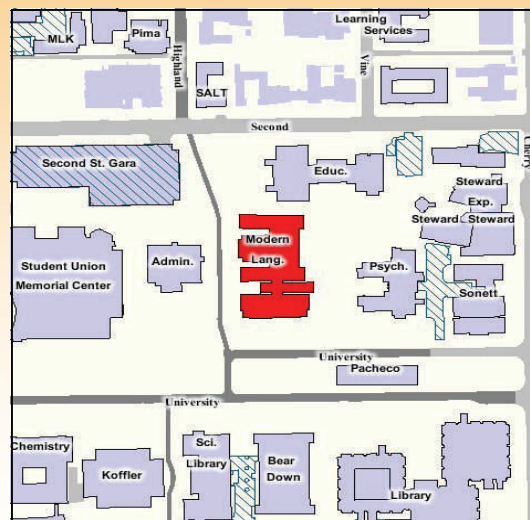 MLK
Pima
Highland
Learning
Services
SALT
Vine
Second
Cherry
Second St. Gara
Educ.
Steward
Exp.
Steward
Steward
Modern
Lang.
Student Union
Memorial Center
Admin.
Psych.
Sonett
University
Pacheco
University
Chemistry
Koffler
Sci.
Library
Bear
Down
Library